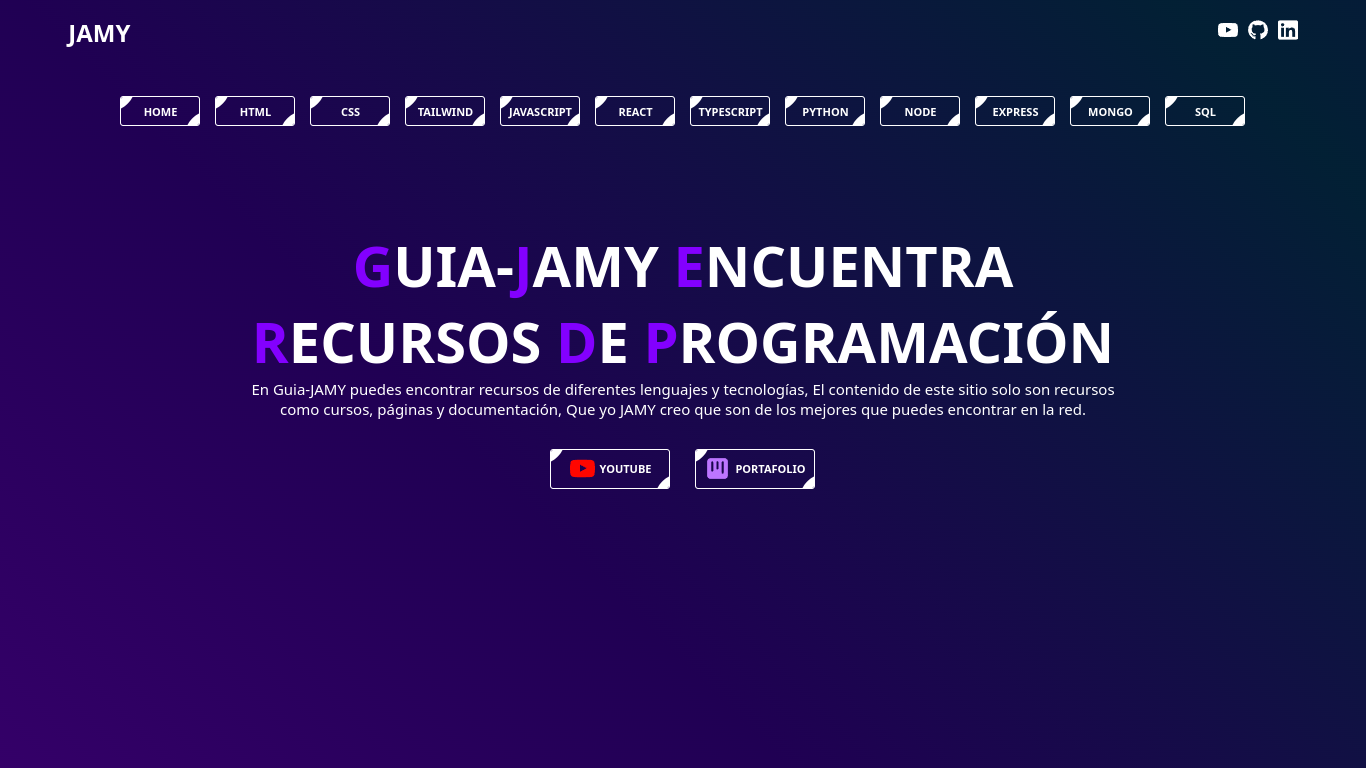 JAMY
HOME HTML CSS TAILWIND JAVASCRIPT REACT TYPESCRIPT PYTHON NODE EXPRESS MONGO SQL
GUIA-JAMY ENCUENTRA
RECURSOS DE PROGRAMACIÓN
En Guia-JAMY puedes encontrar recursos de diferentes lenguajes y tecnologías, El contenido de este sitio solo son recursos
como cursos, páginas y documentación, Que yo JAMY creo que son de los mejores que puedes encontrar en la red.
YOUTUBE PORTAFOLIO